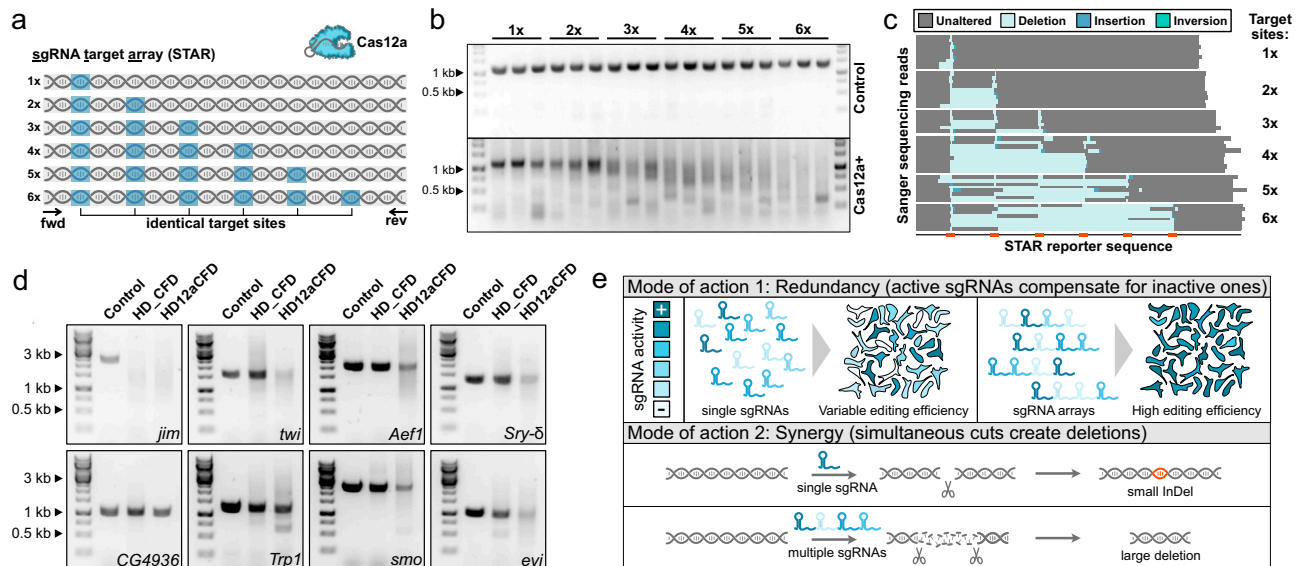 a
Cas12a
sgRNA target array (STAR)
1x
2x
3x
4x
5x
6x
fwd
rev
identical target sites
b
1x 2x 3x 4x 5x 6x
1 kb
0.5 kb
Control
1 kb
0.5 kb
Cas12a+
c
Unaltered Deletion Insertion Inversion
Target sites:
1x
2x
3x
4x
5x
6x
Sanger sequencing reads
STAR reporter sequence
d
Control HD_CFD HD12aCFD
Control HD_CFD HD12aCFD
Control HD_CFD HD12aCFD
Control HD_CFD HD12aCFD
3 kb
1 kb
0.5 kb
jim
twi
Aef1
Sry-δ
3 kb
1 kb
0.5 kb
CG4936
Trp1
smo
evi
e
Mode of action 1: Redundancy (active sgRNAs compensate for inactive ones)
sgRNA activity
+
-
single sgRNAs
Variable editing efficiency
sgRNA arrays
High editing efficiency
Mode of action 2: Synergy (simultaneous cuts create deletions)
single sgRNA
small InDel
multiple sgRNAs
large deletion